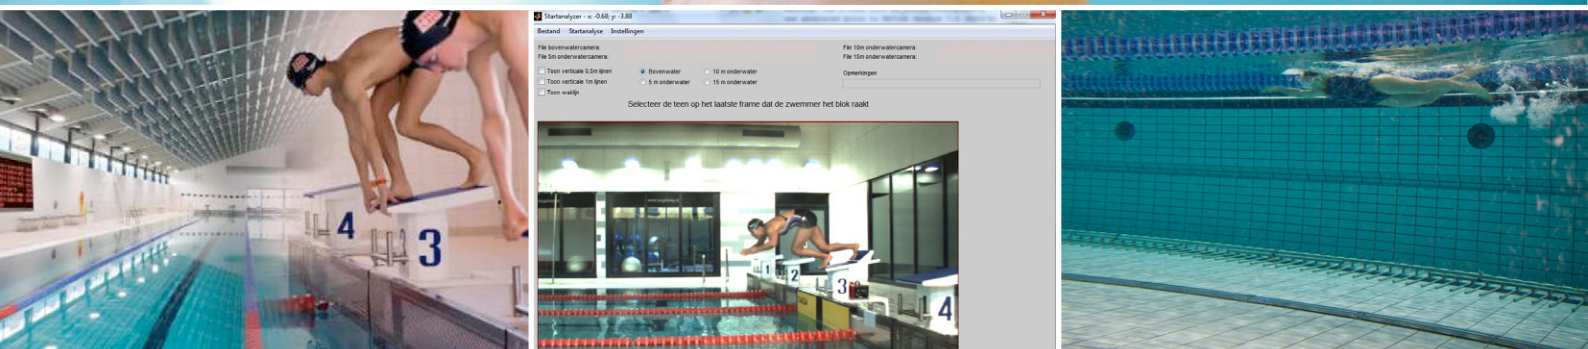 4
3
Startanalyzer - x: -0.68; y: -3.88
Bestand Startanalyse Instellingen
File bovenwatercamera:
File 5m onderwatercamera:
File 10m onderwatercamera:
File 15m onderwatercamera:
Toon verticale 0,5m lijnen
Toon verticale 1m lijnen
Toon waklijn
Bovenwater
10 m onderwater
5 m onderwater
15 m onderwater
Opmerkingen
Selecteer de teen op het laatste frame dat de zwemmer het blok raakt
1
2
3
4